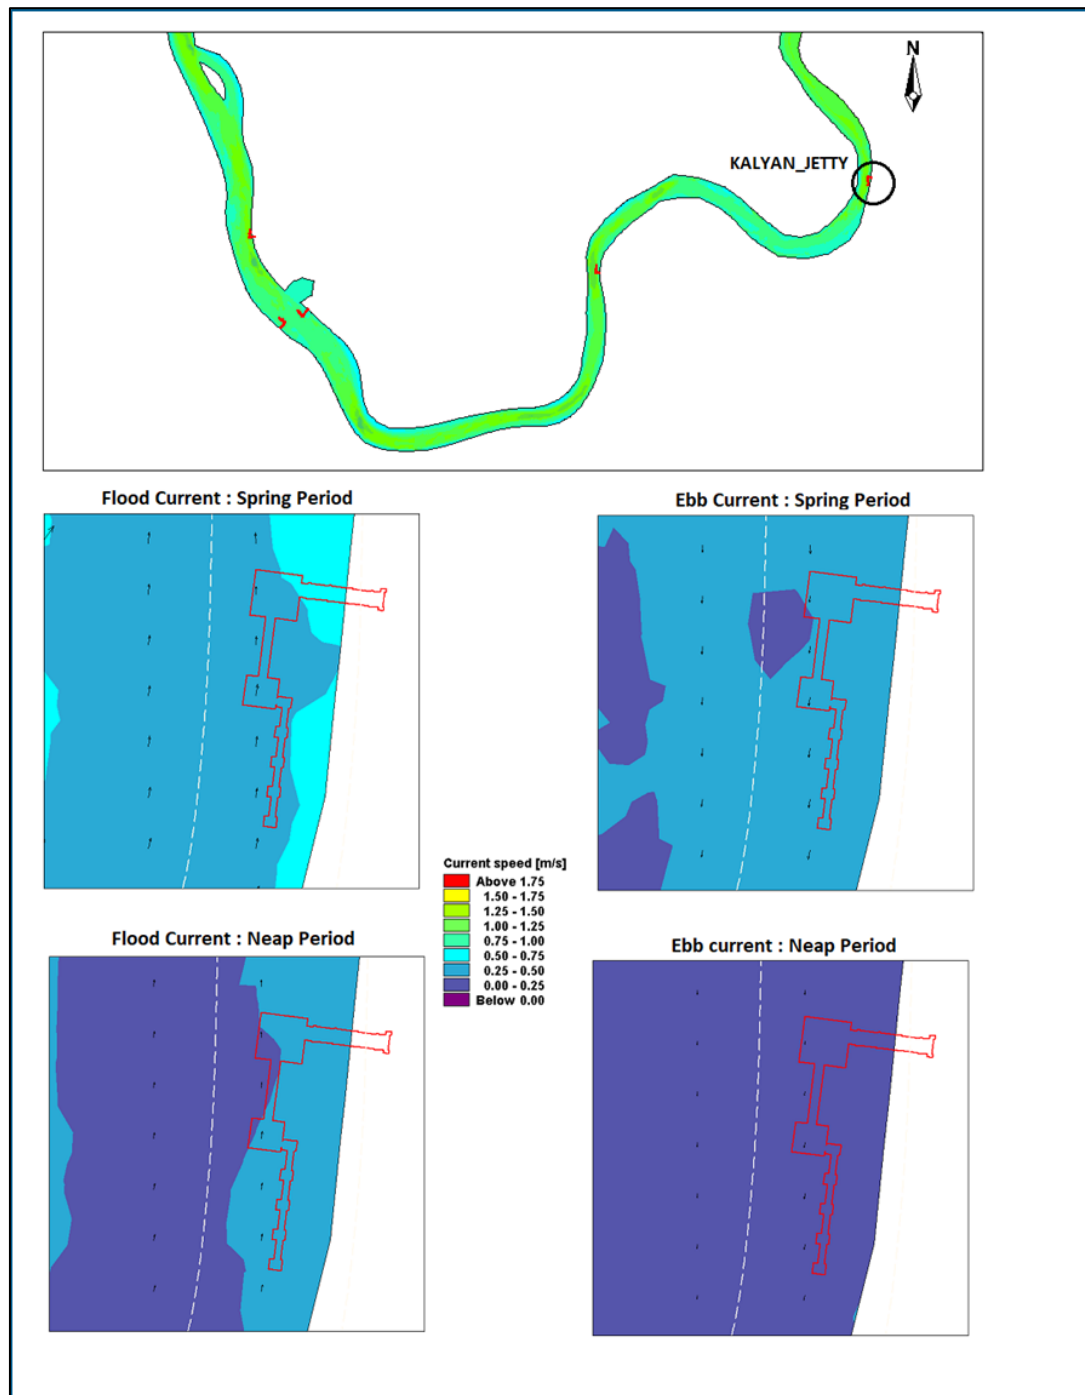 N
KALYAN_JETTY
Flood Current : Spring Period
Ebb Current : Spring Period
Current speed [m/s]
Above 1.75
1.50 - 1.75
1.25 - 1.50
1.00 - 1.25
0.75 - 1.00
0.50 - 0.75
0.25 - 0.50
0.00 - 0.25
Below 0.00
Flood Current : Neap Period
Ebb current : Neap Period